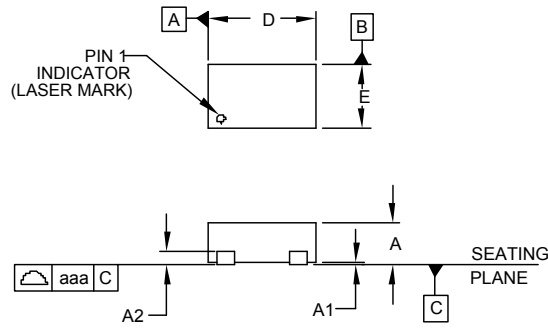 A
D
B
PIN 1
INDICATOR
(LASER MARK)
E
A
SEATING
PLANE
aaa C
A2
A1
C